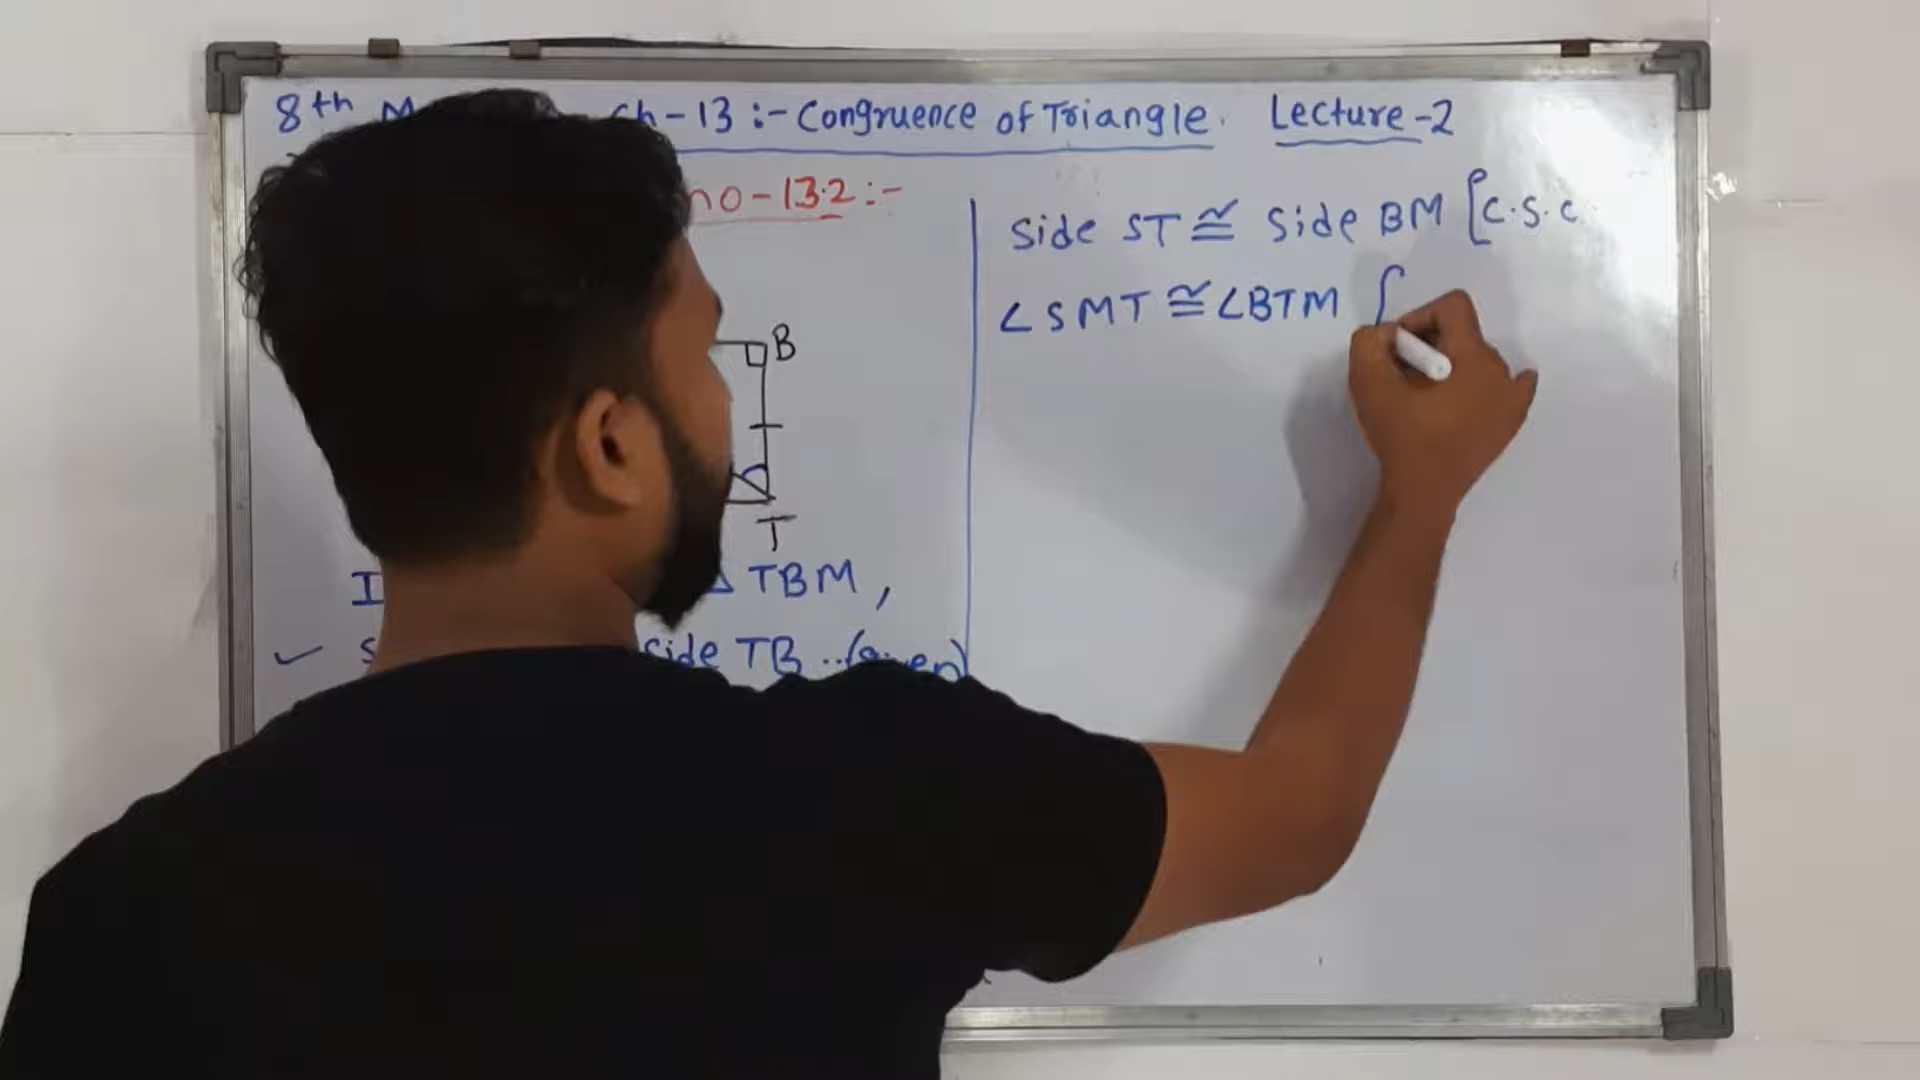 8th Ch-13 :- Congruence of Triangle. Lecture-2
no-13.2 :-
B
T
I Δ TBM ,
✓ S side TB ..(given)
Side ST ≅ Side BM [C.S.C.
∠SMT ≅ ∠BTM [